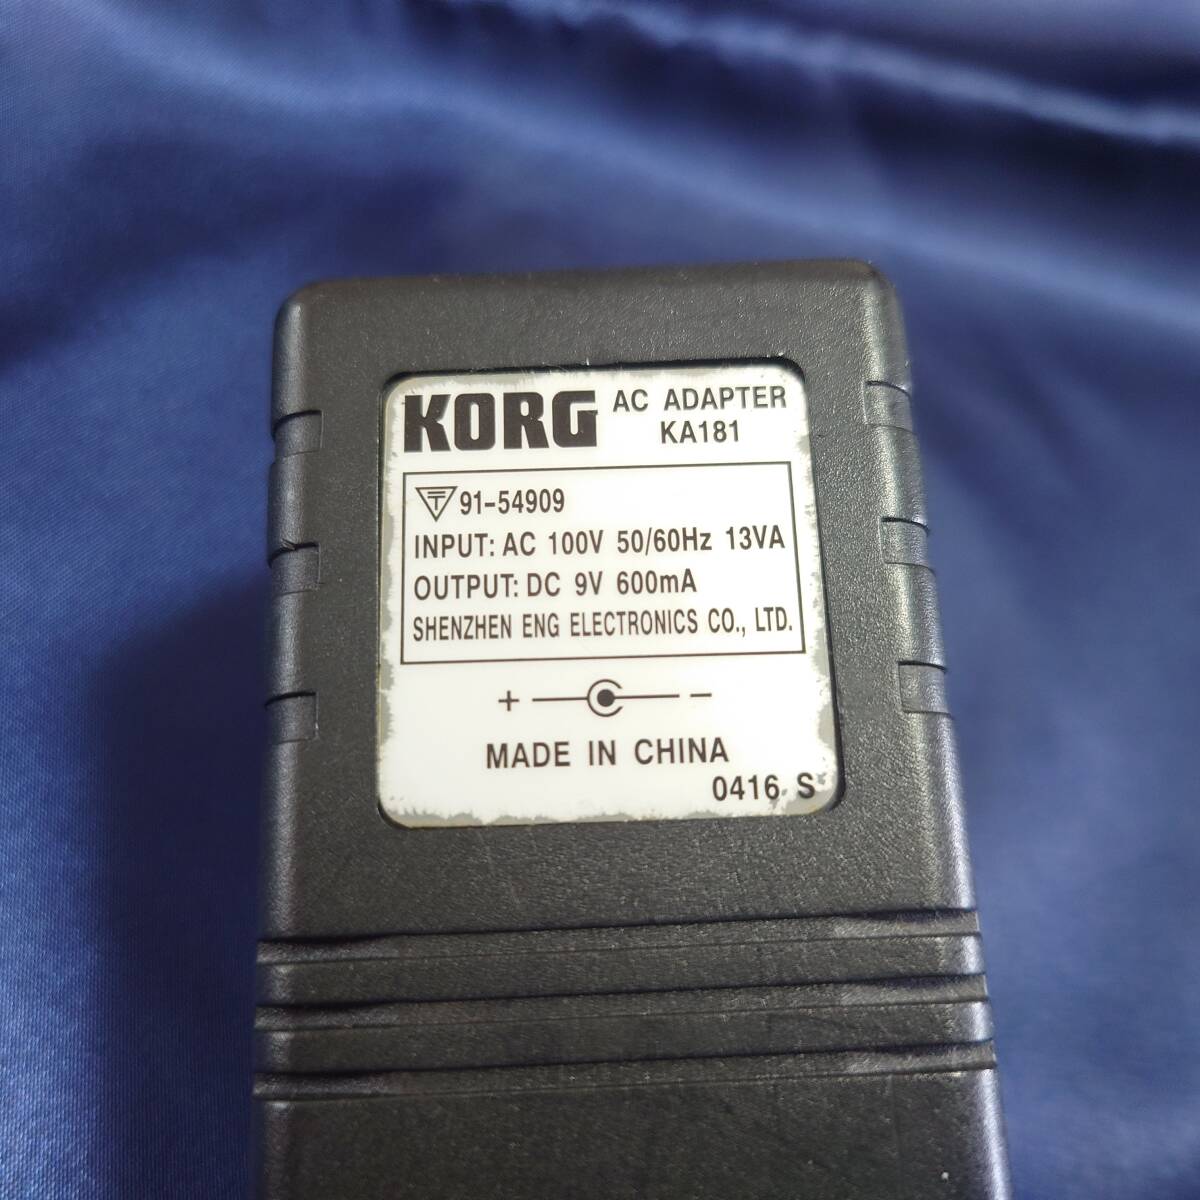 KORG AC ADAPTER
KA181
T 91-54909
INPUT: AC 100V 50/60Hz 13VA
OUTPUT: DC 9V 600mA
SHENZHEN ENG ELECTRONICS CO., LTD.
+ −
MADE IN CHINA
0416 S